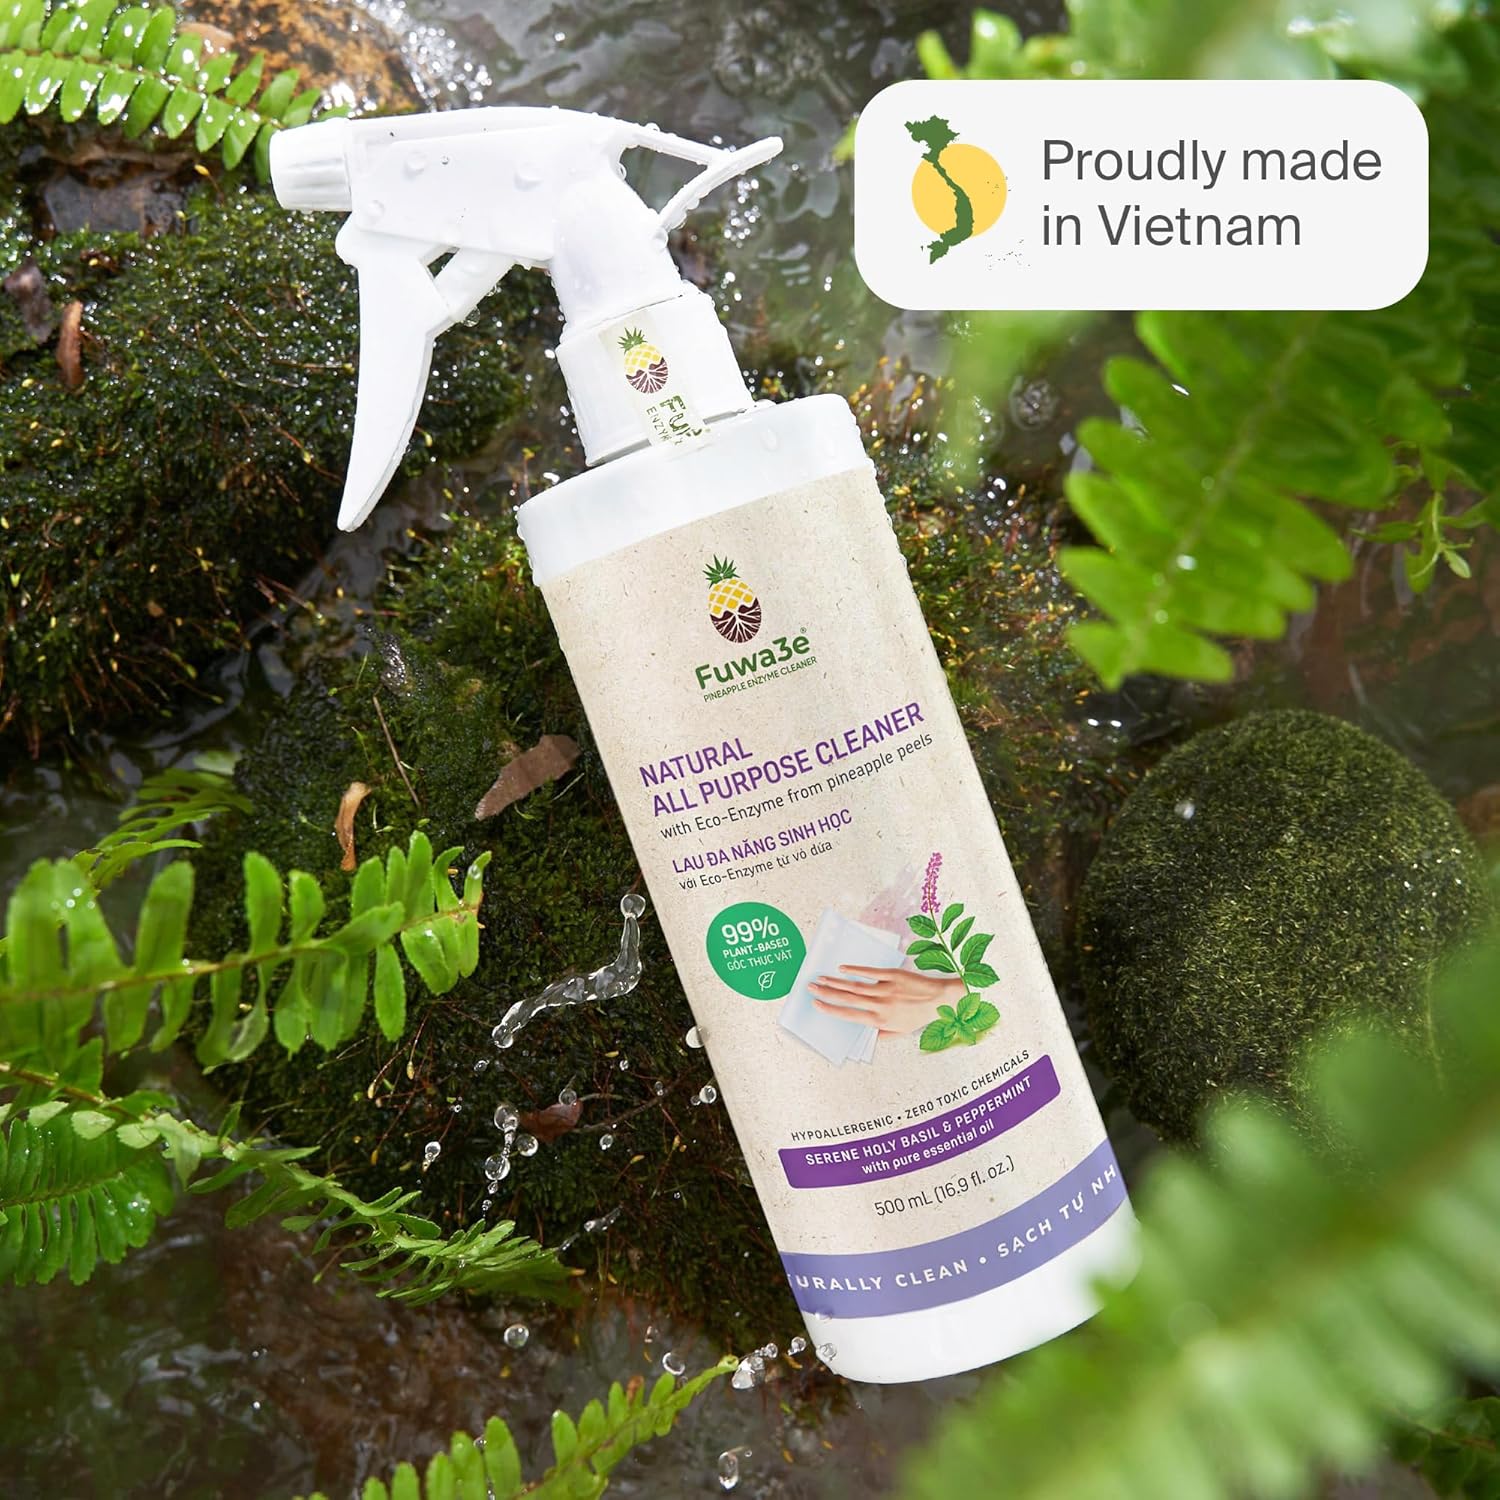 Proudly made
in Vietnam
Fuwa3e®
PINEAPPLE ENZYME CLEANER
NATURAL
ALL PURPOSE CLEANER
with Eco-Enzyme from pineapple peels
LAU ĐA NĂNG SINH HỌC
với Eco-Enzyme từ vỏ dứa
99%
PLANT-BASED
GỐC THỰC VẬT
HYPOALLERGENIC • ZERO TOXIC CHEMICALS
SERENE HOLY BASIL & PEPPERMINT
with pure essential oil
500 mL (16.9 fl. oz.)
TURALLY CLEAN • SẠCH TỰ NH